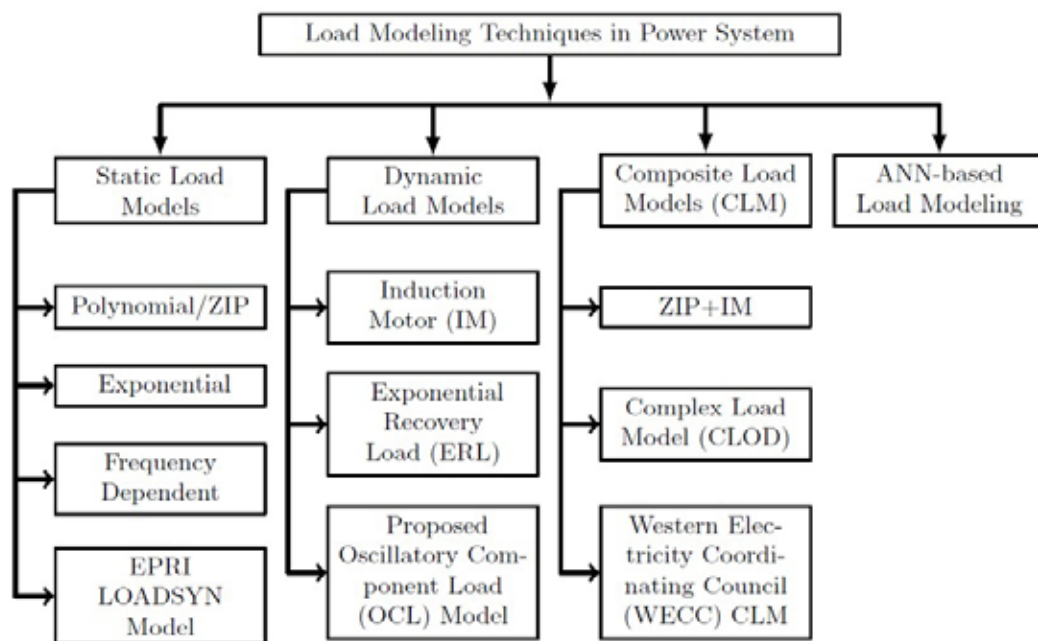 Load Modeling Techniques in Power System
Static Load
Models
Polynomial/ZIP
Exponential
Frequency
Dependent
EPRI
LOADSYN
Model
Dynamic
Load Models
Induction
Motor (IM)
Exponential
Recovery
Load (ERL)
Proposed
Oscillatory Com-
ponent Load
(OCL) Model
Composite Load
Models (CLM)
ZIP+IM
Complex Load
Model (CLOD)
Western Elec-
tricity Coordi-
nating Council
(WECC) CLM
ANN-based
Load Modeling